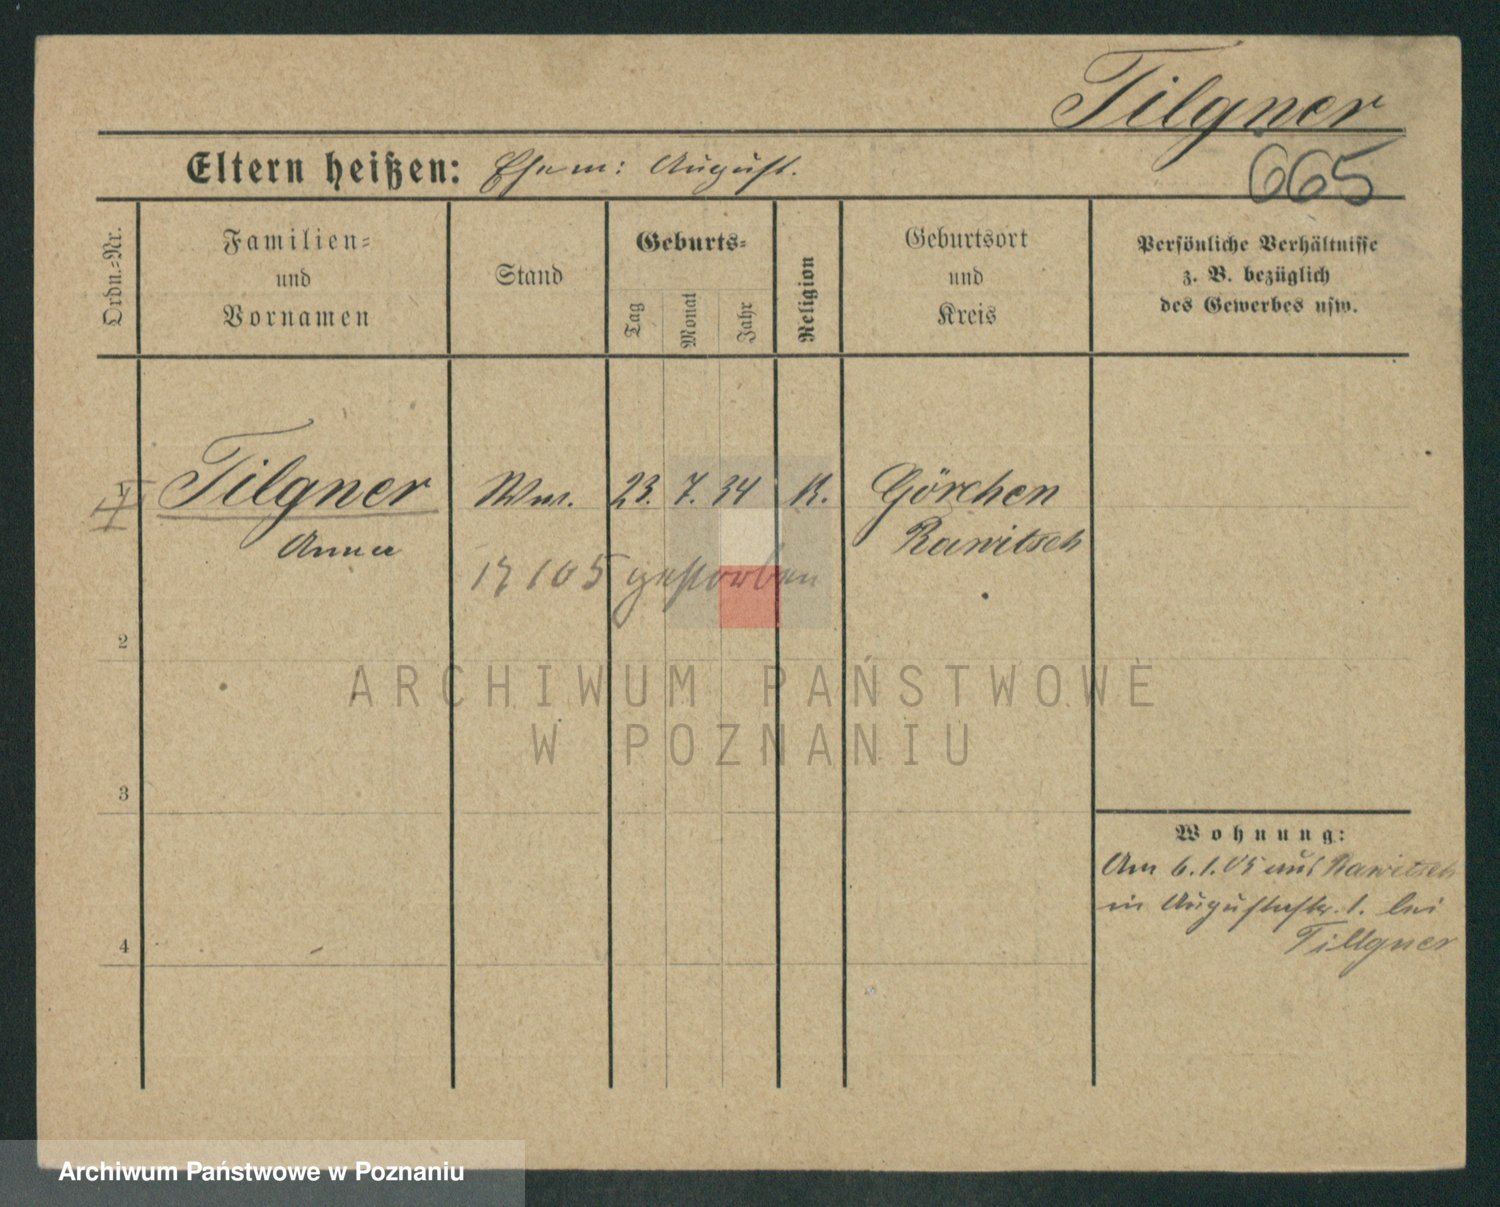 Tilgner
665
Eltern heißen: Ehem: August.
Ordn.-Nr.
Familien-
und
Vornamen
Stand
Geburts-
Tag
Monat
Jahr
Religion
Geburtsort
und
Kreis
Persönliche Verhältnisse
z. B. bezüglich
des Gewerbes usw.
Tilgner Ww. 23. 7. 34 K. Görchen
Anna Rawitsch
17 1 05 gestorben
2
ARCHIWUM PAŃSTWOWE
W POZNANIU
3
Wohnung:
Am 6.1.05 aus Rawitsch
in Augustastr. 1. bei
Tillgner
4
Archiwum Państwowe w Poznaniu